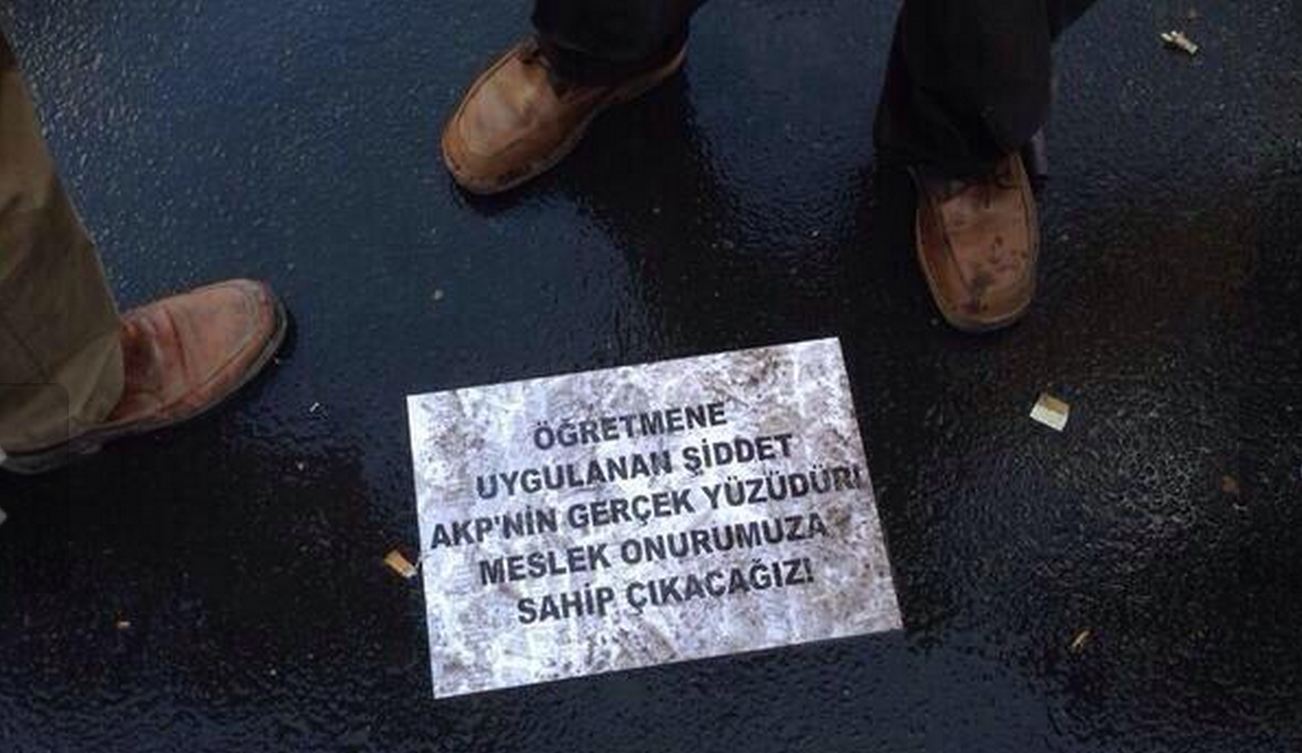 ÖĞRETMENE
UYGULANAN ŞİDDET
AKP'NİN GERÇEK YÜZÜDÜR!
MESLEK ONURUMUZA
SAHİP ÇIKACAĞIZ!